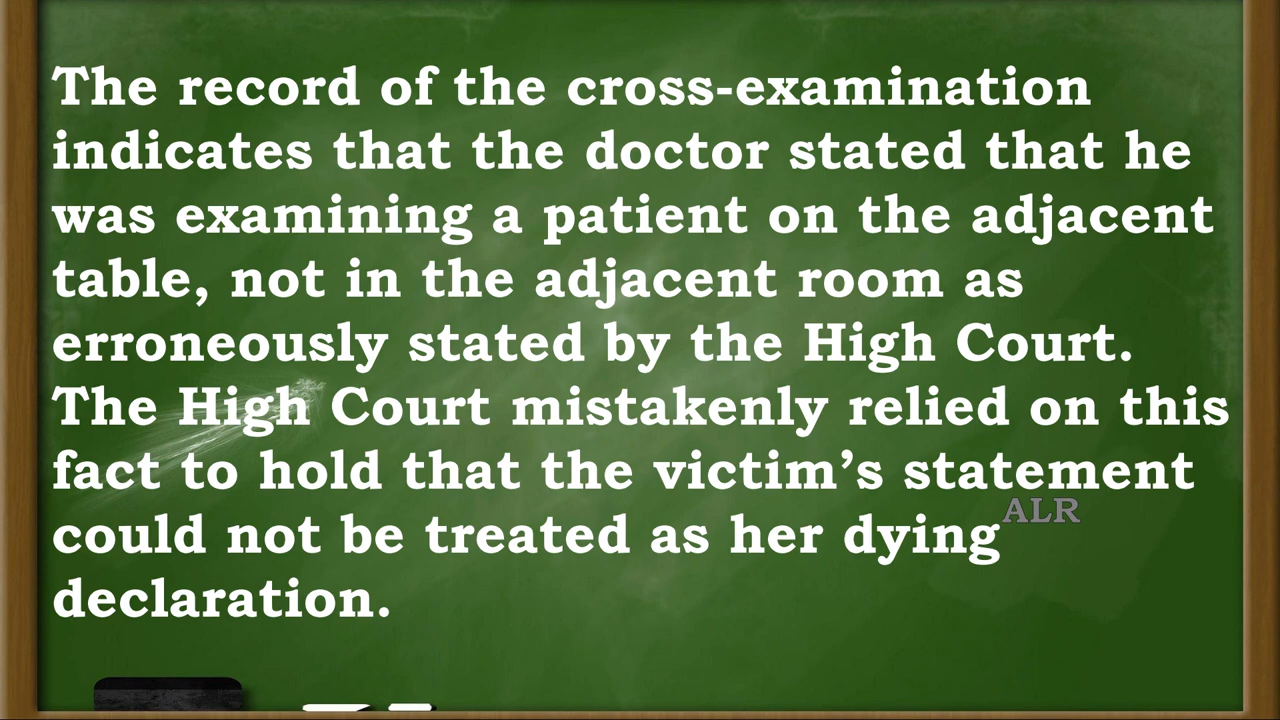 The record of the cross-examination
indicates that the doctor stated that he
was examining a patient on the adjacent
table, not in the adjacent room as
erroneously stated by the High Court.
The High Court mistakenly relied on this
fact to hold that the victim’s statement
could not be treated as her dying
declaration.
ALR